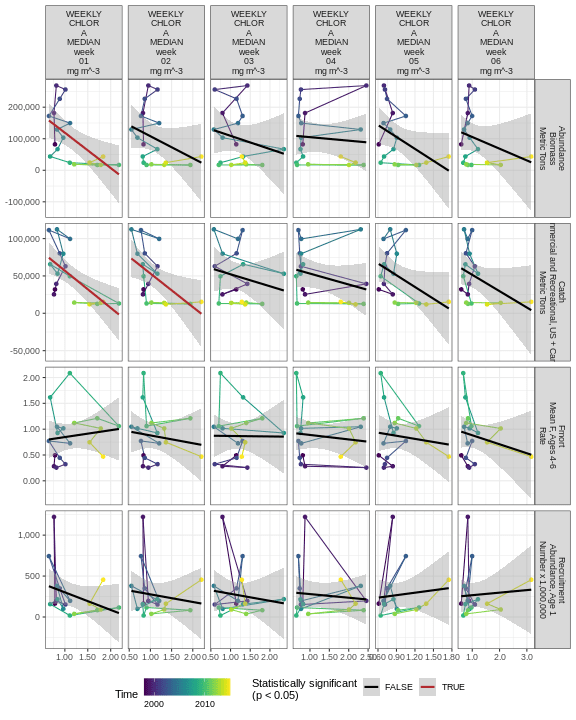 WEEKLY
CHLOR
A
MEDIAN
week
01
mg m^-3
WEEKLY
CHLOR
A
MEDIAN
week
02
mg m^-3
WEEKLY
CHLOR
A
MEDIAN
week
03
mg m^-3
WEEKLY
CHLOR
A
MEDIAN
week
04
mg m^-3
WEEKLY
CHLOR
A
MEDIAN
week
05
mg m^-3
WEEKLY
CHLOR
A
MEDIAN
week
06
mg m^-3
200,000
100,000
0
-100,000
Abundance
Biomass
Metric Tons
100,000
50,000
0
-50,000
Catch
mmercial and Recreational, US + Ca
Metric Tons
2.00
1.50
1.00
0.50
0.00
Fmort
Mean F, Ages 4-6
Rate
1,000
500
0
Recruitment
Abundance, Age 1
Number x 1,000,000
1.00 1.50 2.00
0.50 1.00 1.50 2.00
0.50 1.00 1.50 2.00
1.00 1.50 2.00 2.50
0.60 0.90 1.20 1.50 1.80
1.0 2.0 3.0
Time
2000 2010
Statistically significant
(p < 0.05)
FALSE
TRUE